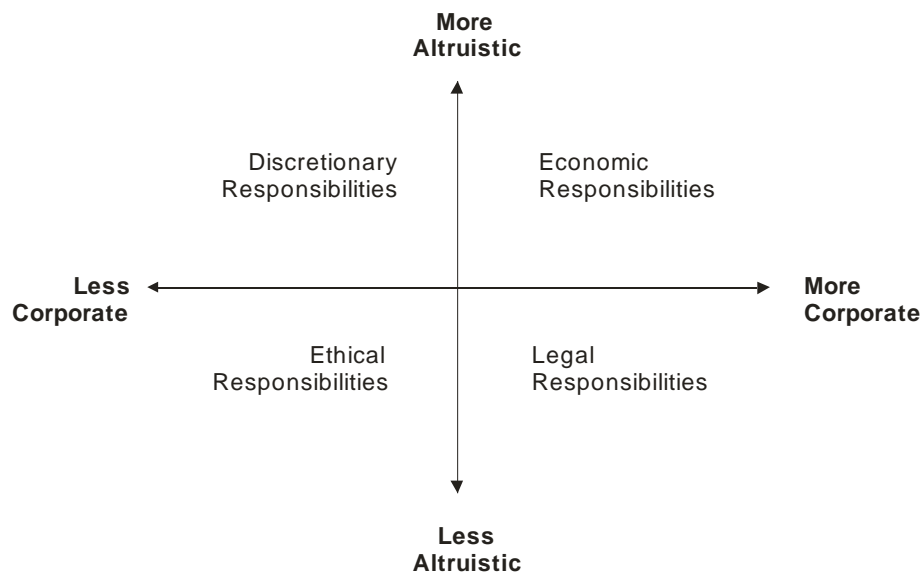 More
Altruistic
Discretionary
Responsibilities
Economic
Responsibilities
Less
Corporate
More
Corporate
Ethical
Responsibilities
Legal
Responsibilities
Less
Altruistic